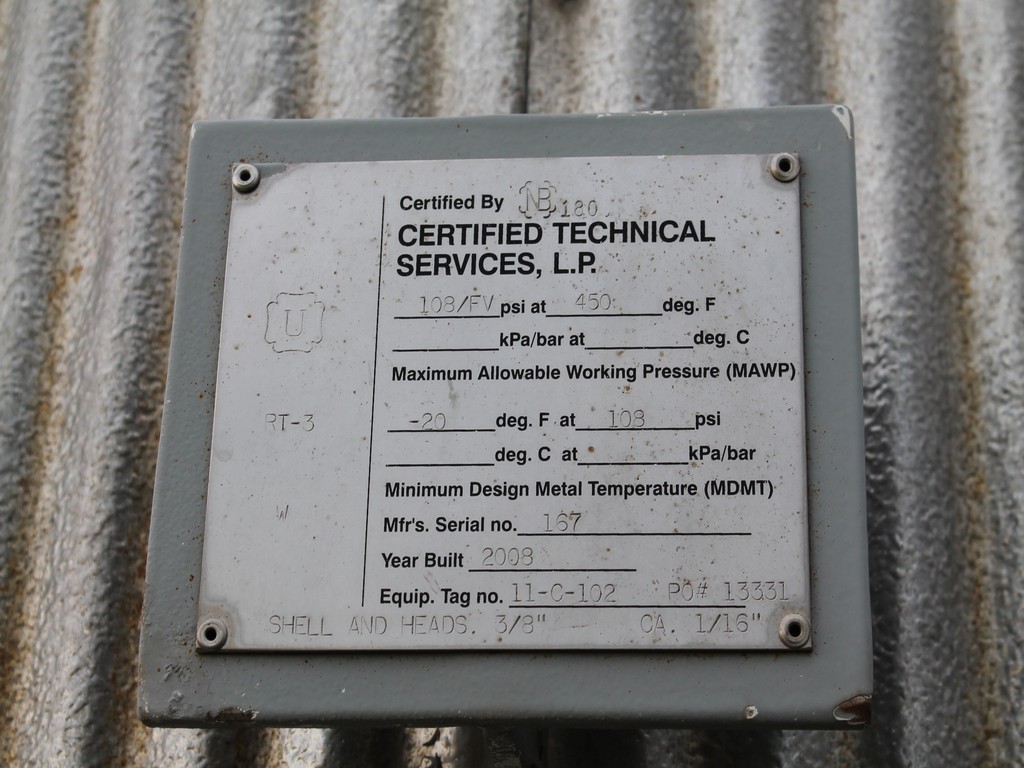 Certified By NB 180
CERTIFIED TECHNICAL
SERVICES, L.P.
108/FV psi at 450 deg. F
kPa/bar at deg. C
Maximum Allowable Working Pressure (MAWP)
U
RT-3
-20 deg. F at 108 psi
deg. C at kPa/bar
Minimum Design Metal Temperature (MDMT)
W
Mfr's. Serial no. 167
Year Built 2008
Equip. Tag no. 11-C-102 PO# 13331
SHELL AND HEADS. 3/8" CA. 1/16"